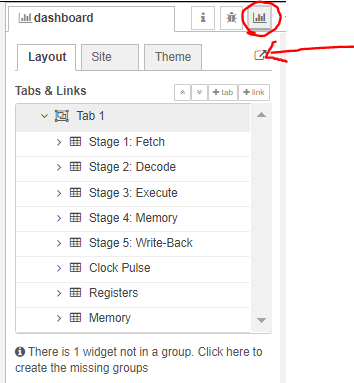 dashboard
Layout Site Theme
Tabs & Links
+ tab + link
Tab 1
Stage 1: Fetch
Stage 2: Decode
Stage 3: Execute
Stage 4: Memory
Stage 5: Write-Back
Clock Pulse
Registers
Memory
There is 1 widget not in a group. Click here to
create the missing groups